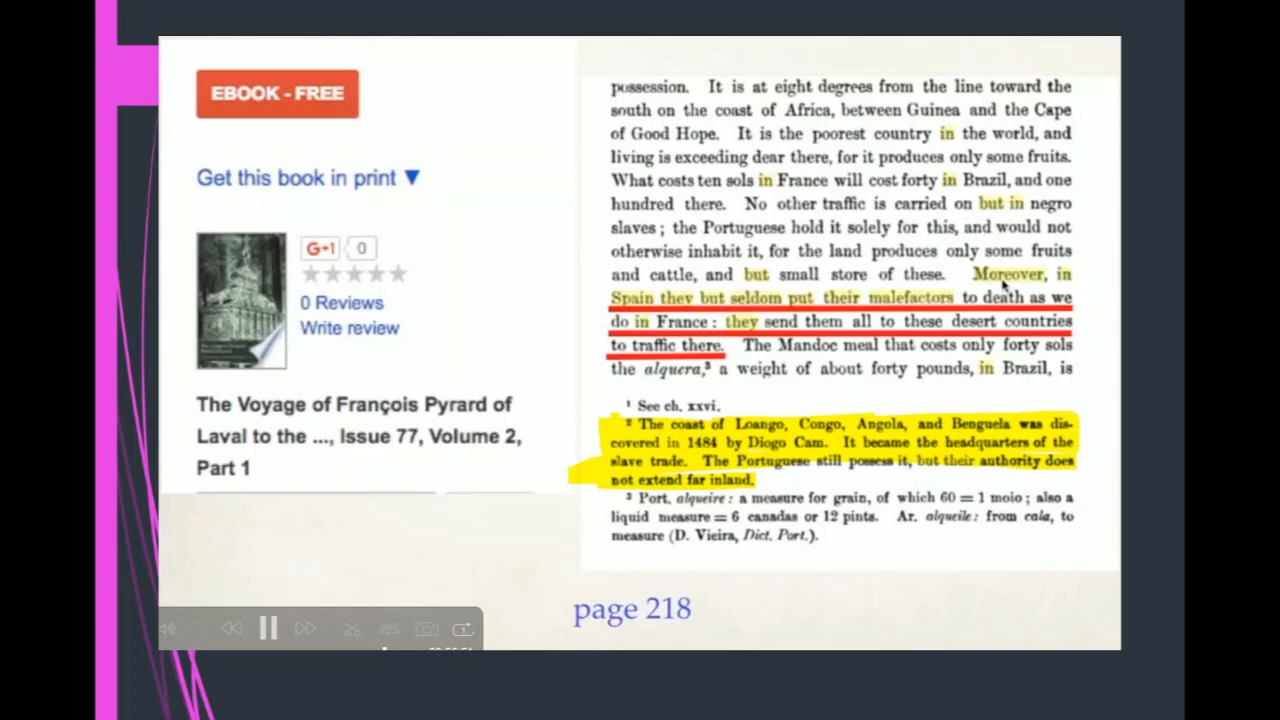 EBOOK - FREE
Get this book in print ▼
G+1 0
0 Reviews
Write review
The Voyage of François Pyrard of
Laval to the ..., Issue 77, Volume 2,
Part 1
possession. It is at eight degrees from the line toward the
south on the coast of Africa, between Guinea and the Cape
of Good Hope. It is the poorest country in the world, and
living is exceeding dear there, for it produces only some fruits.
What costs ten sols in France will cost forty in Brazil, and one
hundred there. No other traffic is carried on but in negro
slaves; the Portuguese hold it solely for this, and would not
otherwise inhabit it, for the land produces only some fruits
and cattle, and but small store of these. Moreover, in
Spain they but seldom put their malefactors to death as we
do in France: they send them all to these desert countries
to traffic there. The Mandoc meal that costs only forty sols
the alquera,³ a weight of about forty pounds, in Brazil, is
¹ See ch. xxvi.
² The coast of Loango, Congo, Angola, and Benguela was dis-
covered in 1484 by Diogo Cam. It became the headquarters of the
slave trade. The Portuguese still possess it, but their authority does
not extend far inland.
³ Port. alqueire: a measure for grain, of which 60 = 1 moio; also a
liquid measure = 6 canadas or 12 pints. Ar. alqueile: from cala, to
measure (D. Vieira, Dict. Port.).
page 218